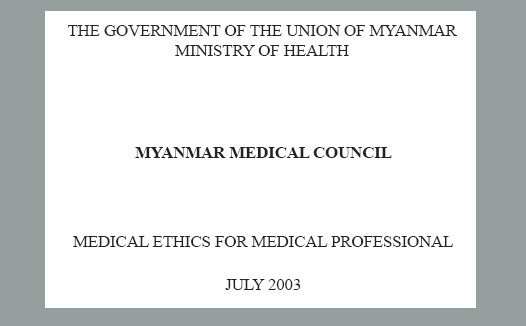 THE GOVERNMENT OF THE UNION OF MYANMAR
MINISTRY OF HEALTH
MYANMAR MEDICAL COUNCIL
MEDICAL ETHICS FOR MEDICAL PROFESSIONAL
JULY 2003